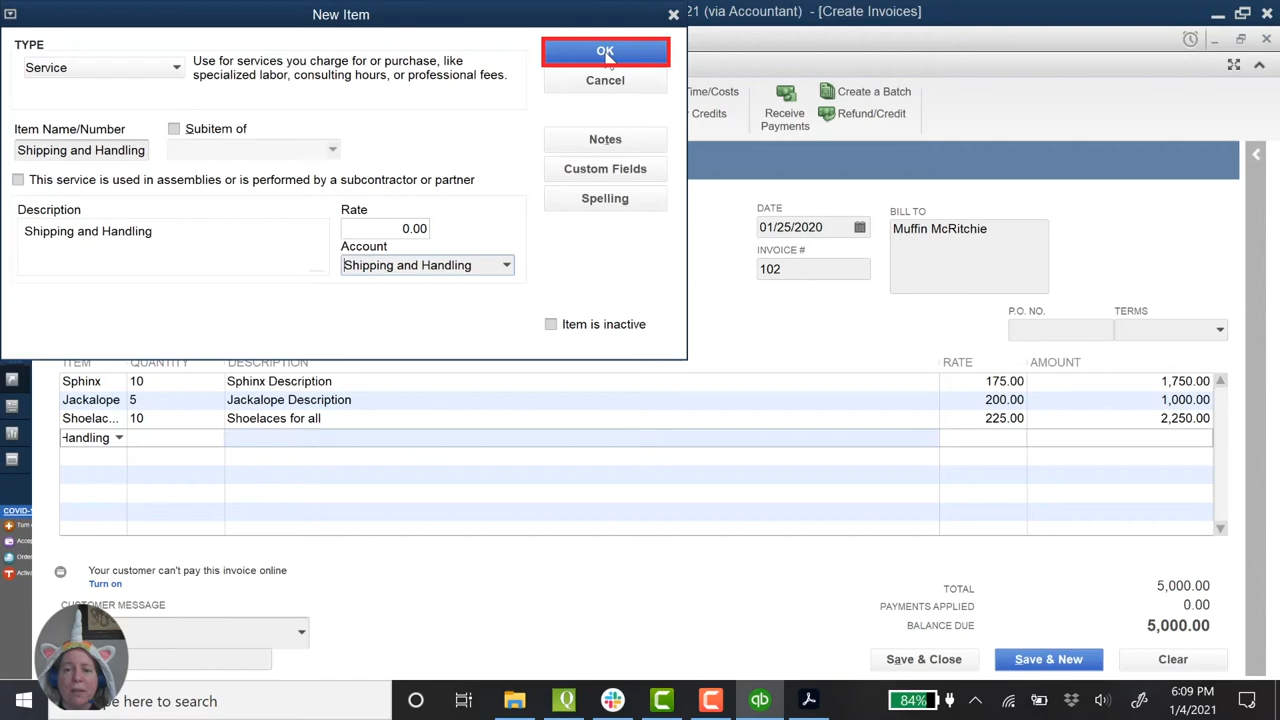 New Item
21 (via Accountant) - [Create Invoices]
TYPE
Service
Use for services you charge for or purchase, like
specialized labor, consulting hours, or professional fees.
OK
Cancel
Notes
Custom Fields
Spelling
Item Name/Number
Subitem of
Shipping and Handling
This service is used in assemblies or is performed by a subcontractor or partner
Description
Shipping and Handling
Rate
0.00
Account
Shipping and Handling
Item is inactive
Time/Costs
Credits
Receive
Payments
Create a Batch
Refund/Credit
DATE
01/25/2020
INVOICE #
102
BILL TO
Muffin McRitchie
P.O. NO.
TERMS
ITEM QUANTITY DESCRIPTION RATE AMOUNT
Sphinx 10 Sphinx Description 175.00 1,750.00
Jackalope 5 Jackalope Description 200.00 1,000.00
Shoelac... 10 Shoelaces for all 225.00 2,250.00
Handling
COVID-
Turn
Accep
Orde
Activa
Your customer can't pay this invoice online
Turn on
CUSTOMER MESSAGE
TOTAL 5,000.00
PAYMENTS APPLIED 0.00
BALANCE DUE 5,000.00
Save & Close
Save & New
Clear
here to search
84%
6:09 PM
1/4/2021